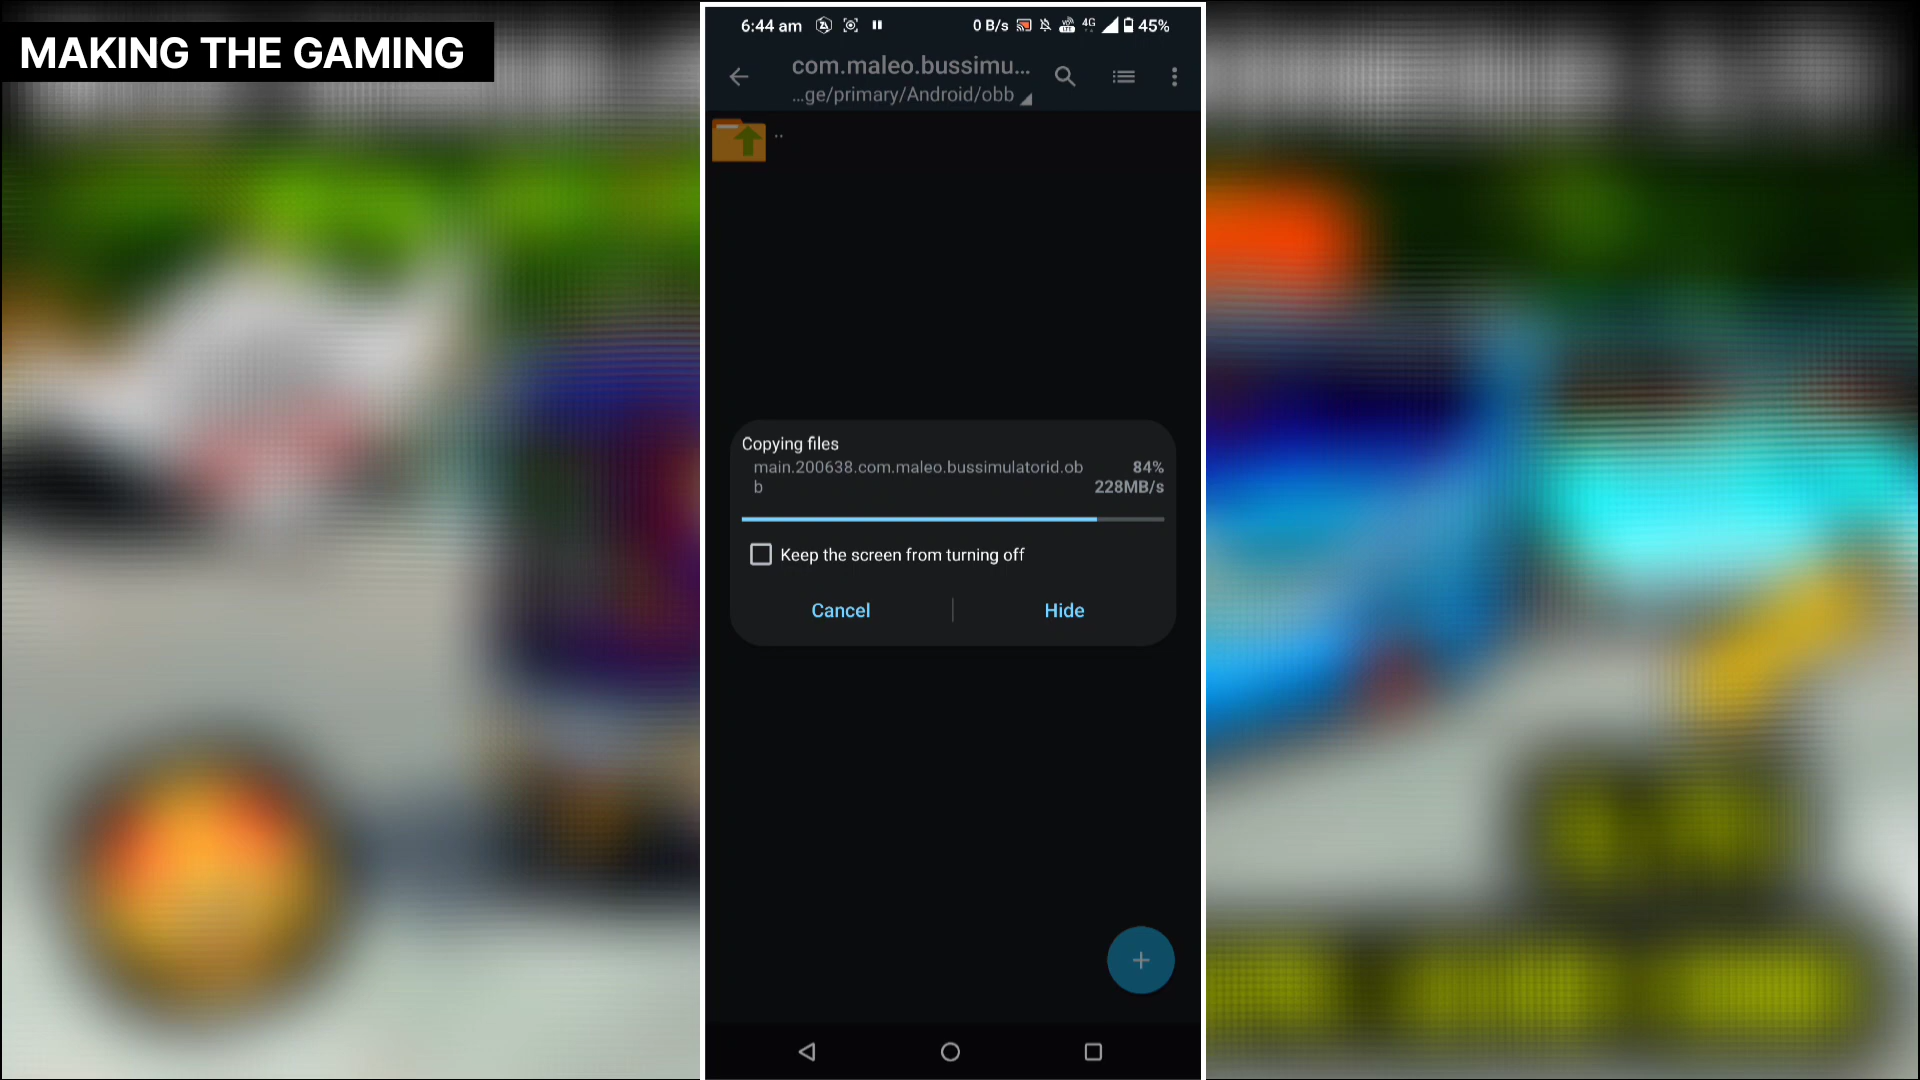 MAKING THE GAMING
6:44 am 0 B/s 4G 45%
com.maleo.bussimu...
...ge/primary/Android/obb
..
Copying files
main.200638.com.maleo.bussimulatorid.ob 84%
b 228MB/s
Keep the screen from turning off
Cancel Hide